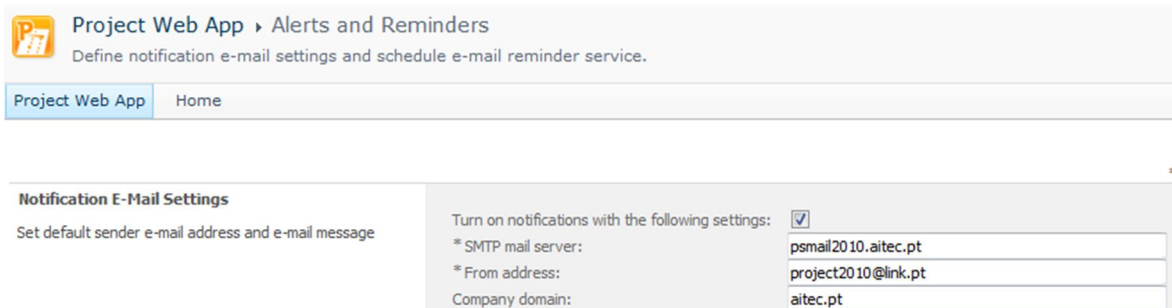 Project Web App ▸ Alerts and Reminders
Define notification e-mail settings and schedule e-mail reminder service.
Project Web App Home
*
Notification E-Mail Settings
Set default sender e-mail address and e-mail message
Turn on notifications with the following settings:
* SMTP mail server: psmail2010.aitec.pt
* From address: project2010@link.pt
Company domain: aitec.pt